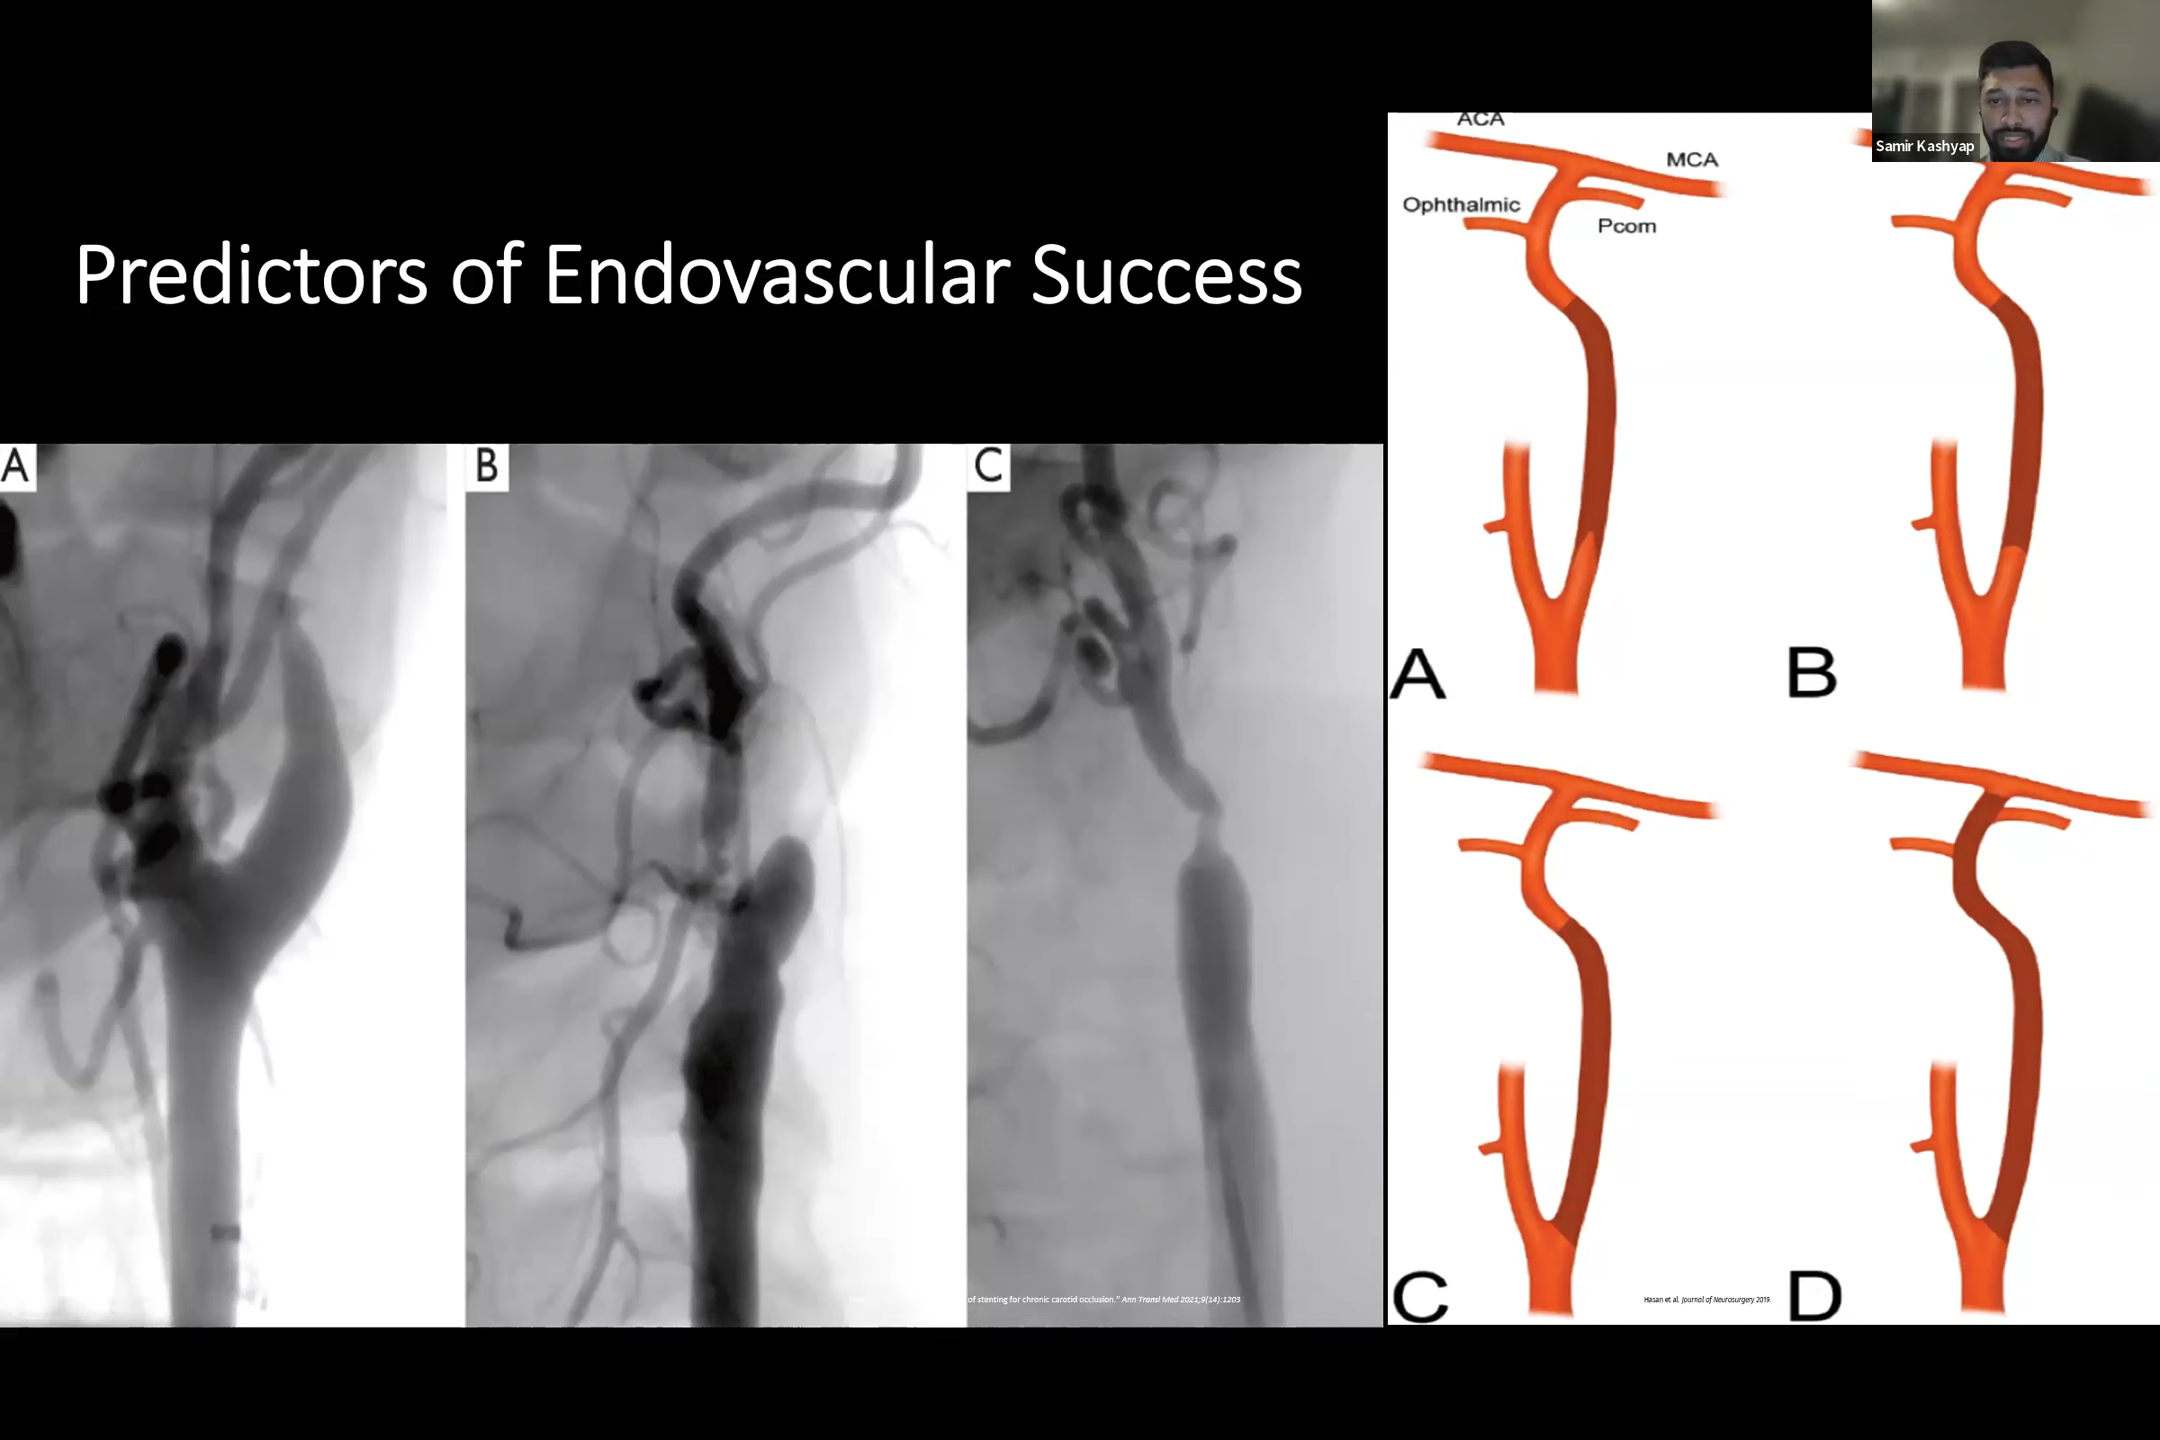 Samir Kashyap
Predictors of Endovascular Success
A
B
C
of stenting for chronic carotid occlusion." Ann Transl Med 2021;9(14):1203
ACA
MCA
Ophthalmic
Pcom
A
B
C
Hasan et al. Journal of Neurosurgery 2019.
D